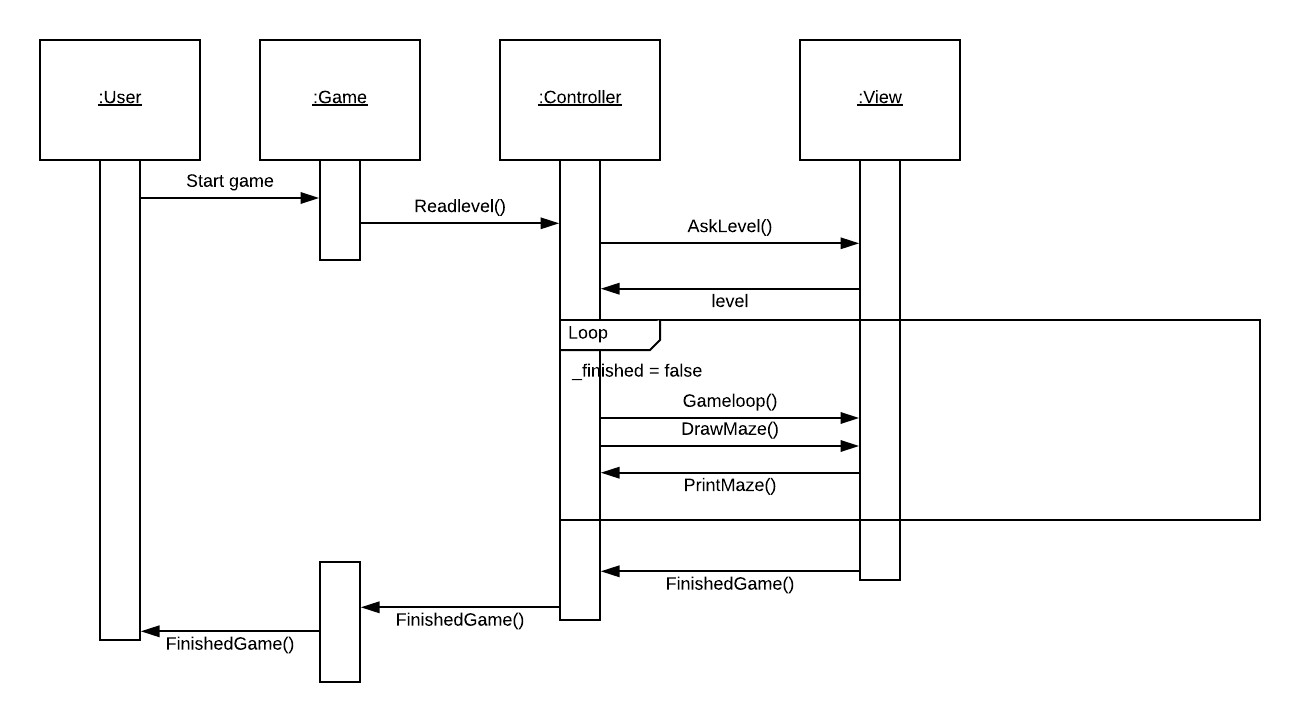 :User
:Game
:Controller
:View
Start game
Readlevel()
AskLevel()
level
Loop
_finished = false
Gameloop()
DrawMaze()
PrintMaze()
FinishedGame()
FinishedGame()
FinishedGame()